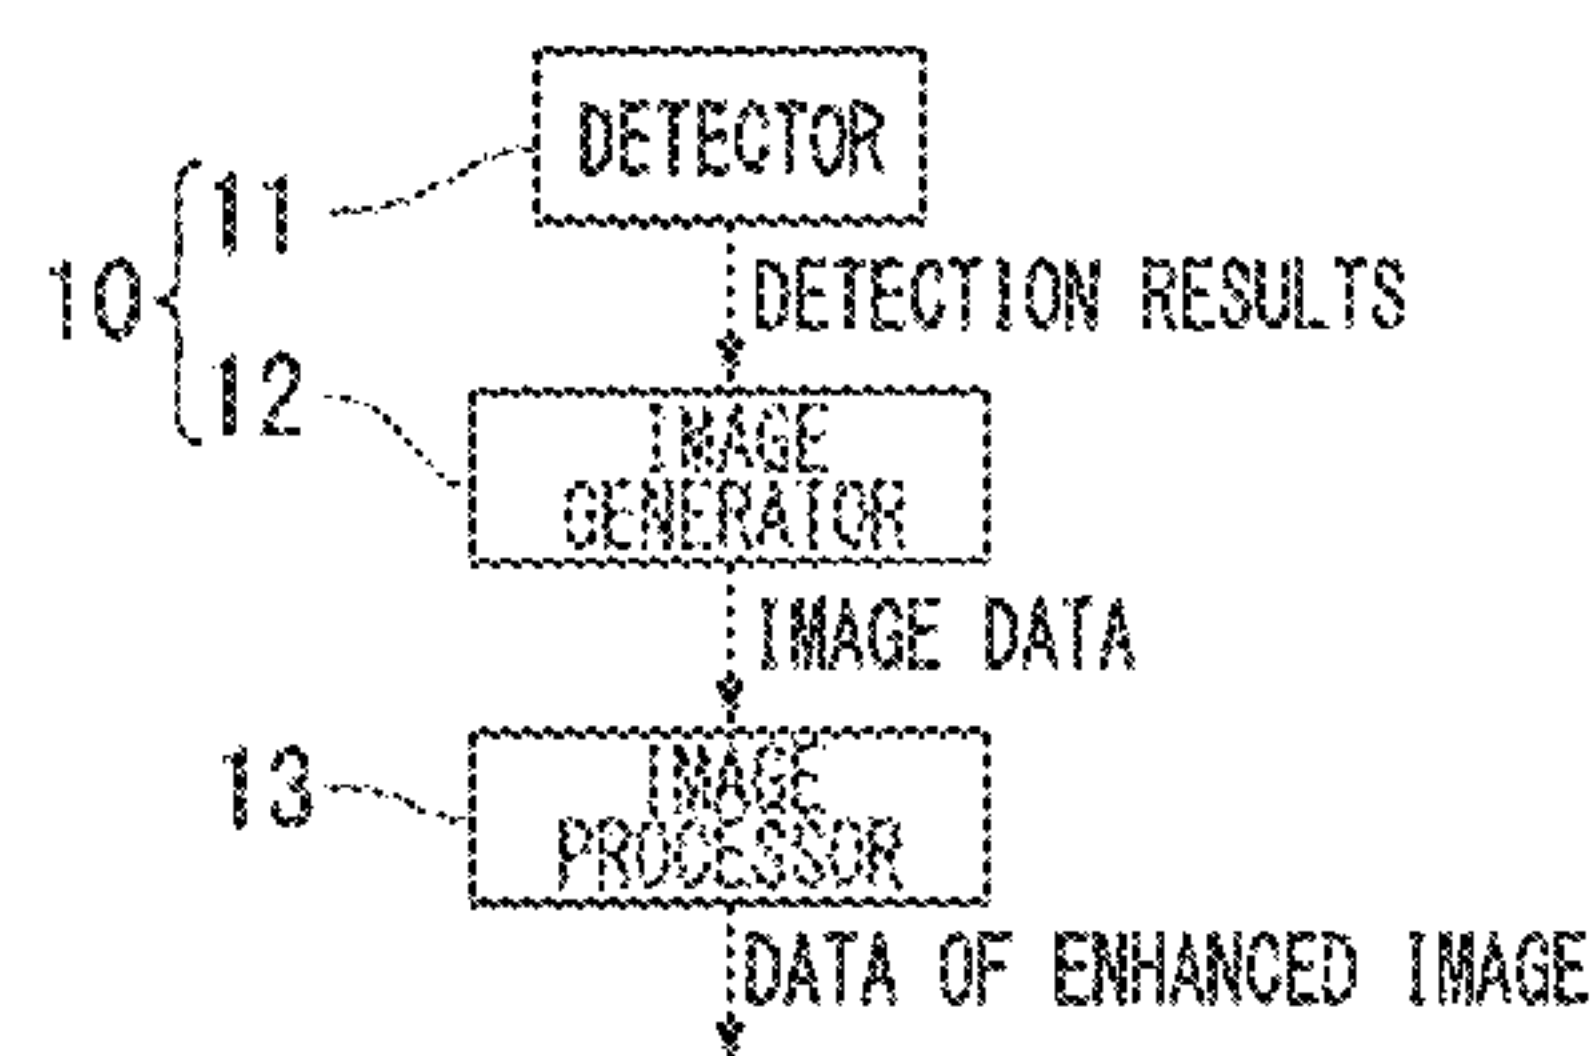 DETECTOR
11
DETECTION RESULTS
10
12
IMAGE
GENERATOR
IMAGE DATA
13
IMAGE
PROCESSOR
DATA OF ENHANCED IMAGE